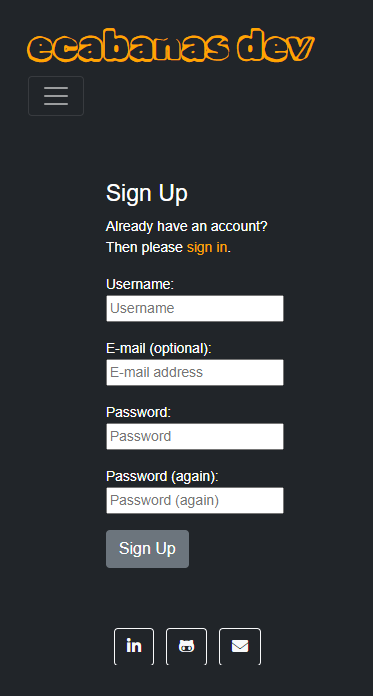 ecabanas dev
Sign Up
Already have an account?
Then please sign in.
Username:
Username
E-mail (optional):
E-mail address
Password:
Password
Password (again):
Password (again)
Sign Up
in